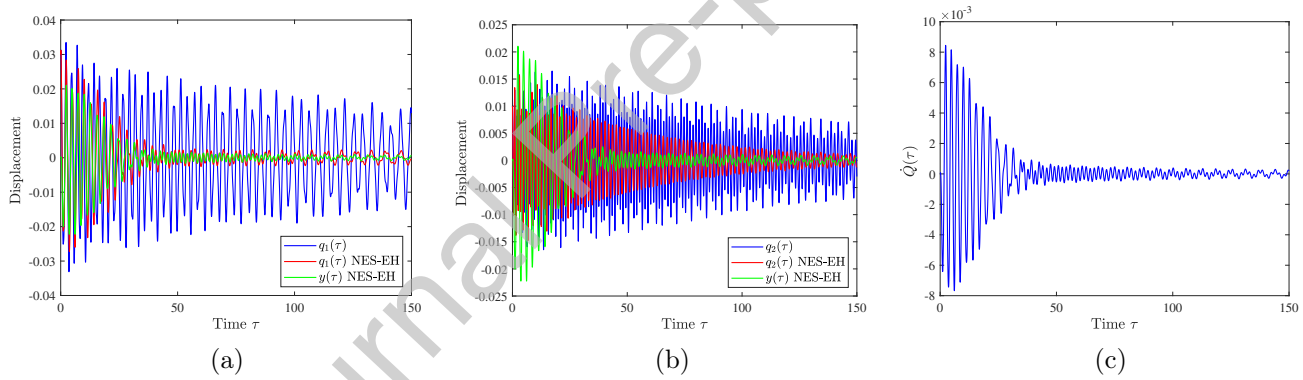 0.04
0.03
0.02
0.01
0
-0.01
-0.02
-0.03
-0.04
Displacement
0
50
100
150
Time τ
q₁(τ)
q₁(τ) NES-EH
y(τ) NES-EH
(a)
0.025
0.02
0.015
0.01
0.005
0
-0.005
-0.01
-0.015
-0.02
-0.025
Displacement
0
50
100
150
Time τ
q₂(τ)
q₂(τ) NES-EH
y(τ) NES-EH
(b)
×10⁻³
10
8
6
4
2
0
-2
-4
-6
-8
Q̇(τ)
0
50
100
150
Time τ
(c)
urnal Pre-p